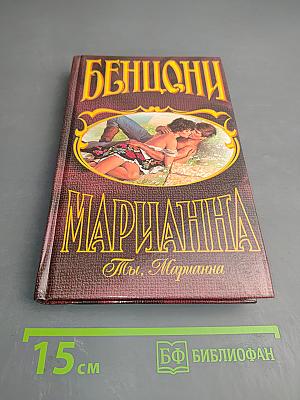 БЕНЦОНИ
МАРИАННА
Ты, Марианна
15 см
БФ БИБЛИОФАН